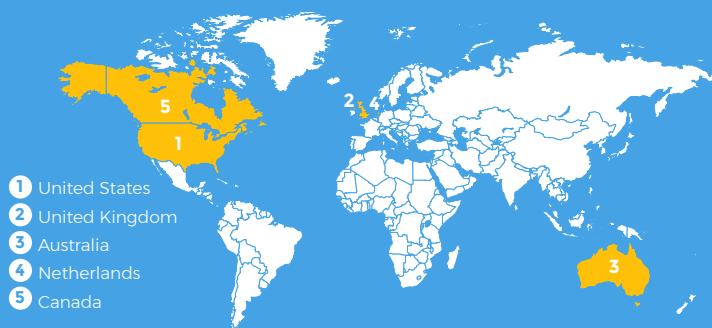 2 4
5
1
3
1 United States
2 United Kingdom
3 Australia
4 Netherlands
5 Canada